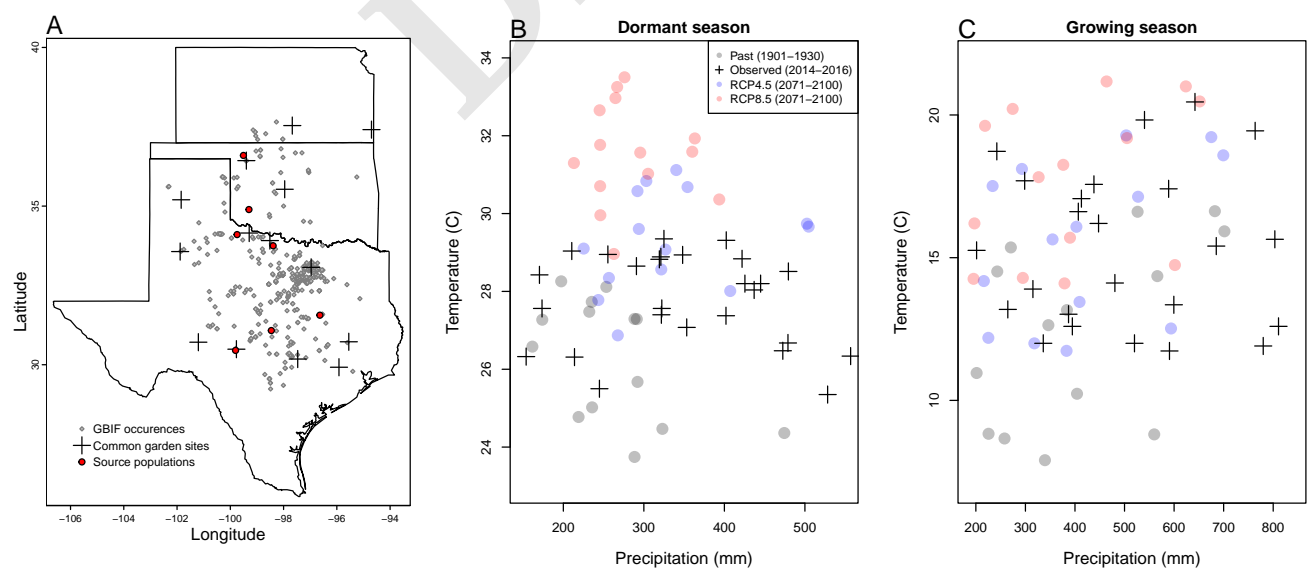 A
40
35
30
Latitude
GBIF occurences
Common garden sites
Source populations
−106
−104
−102
−100
−98
−96
−94
Longitude
B
Dormant season
Past (1901−1930)
Observed (2014−2016)
RCP4.5 (2071−2100)
RCP8.5 (2071−2100)
34
32
30
28
26
24
Temperature (C)
200
300
400
500
Precipitation (mm)
C
Growing season
20
15
10
Temperature (C)
200
300
400
500
600
700
800
Precipitation (mm)